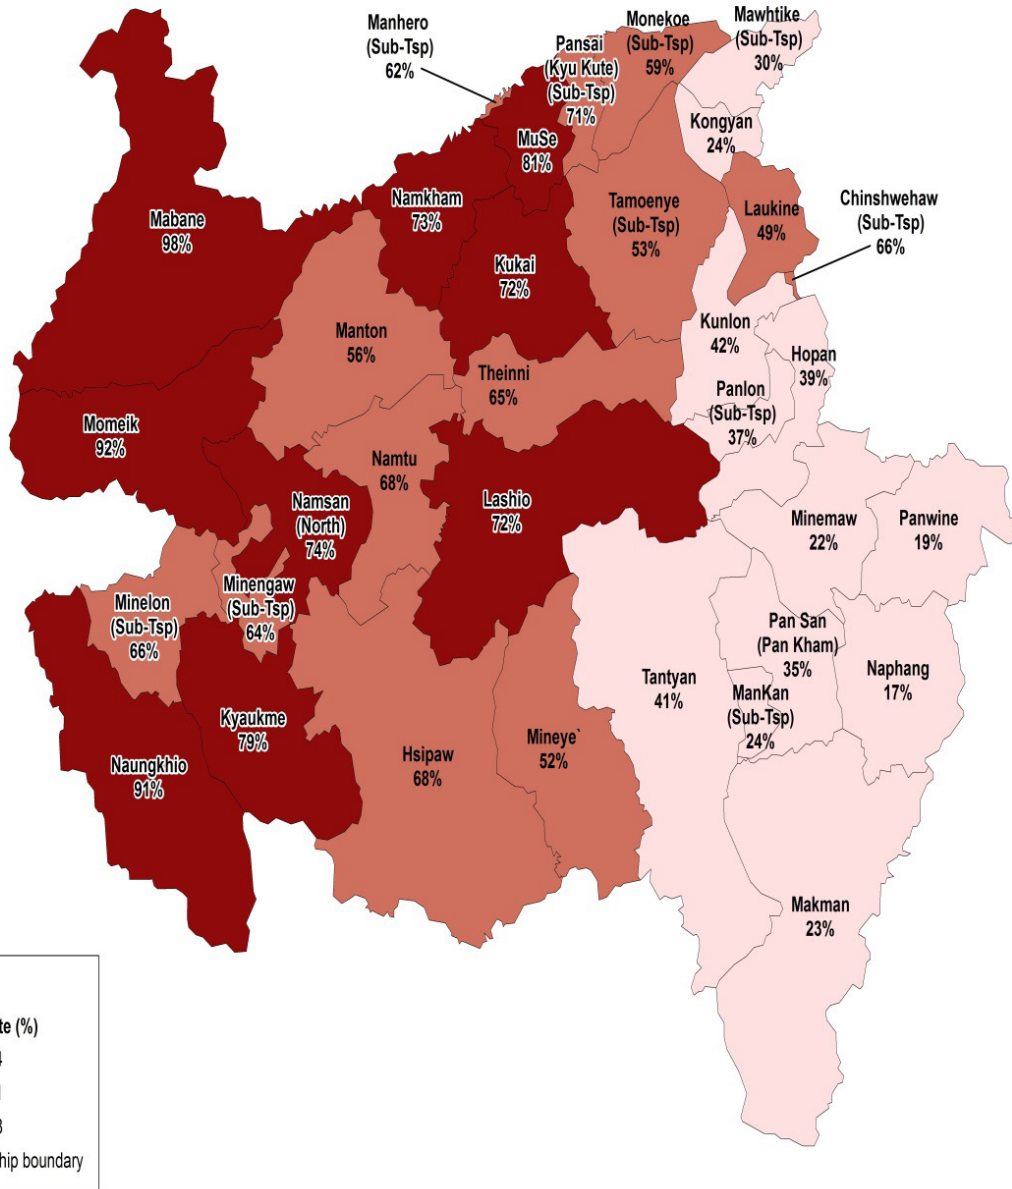 Manhero
(Sub-Tsp)
62%
Pansai
(Kyu Kute)
(Sub-Tsp)
71%
Monekoe
(Sub-Tsp)
59%
Mawhtike
(Sub-Tsp)
30%
Kongyan
24%
MuSe
81%
Mabane
98%
Namkham
73%
Tamoenye
(Sub-Tsp)
53%
Laukine
49%
Chinshwehaw
(Sub-Tsp)
66%
Kukai
72%
Manton
56%
Kunlon
42%
Hopan
39%
Theinni
65%
Panlon
(Sub-Tsp)
37%
Momeik
92%
Namtu
68%
Namsan
(North)
74%
Lashio
72%
Minemaw
22%
Panwine
19%
Minelon
(Sub-Tsp)
66%
Minengaw
(Sub-Tsp)
64%
Pan San
(Pan Kham)
35%
Naphang
17%
Tantyan
41%
ManKan
(Sub-Tsp)
24%
Kyaukme
79%
Naungkhio
91%
Hsipaw
68%
Mineye`
52%
Makman
23%
te (%)
hip boundary